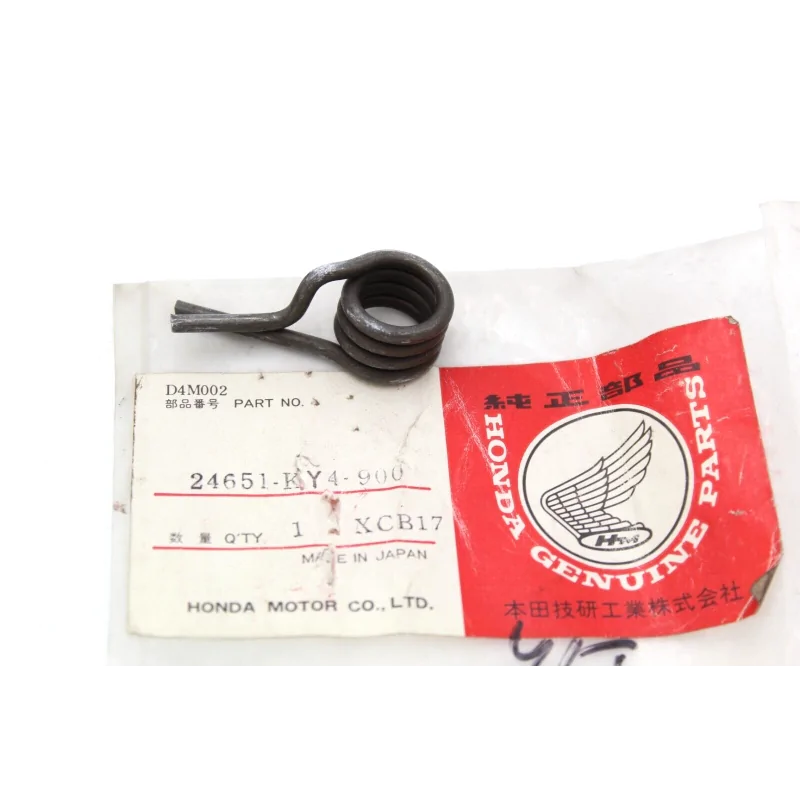 D4M002
部品番号 PART NO.
24651-KY4-900
数量 Q'TY 1 XCB17
MADE IN JAPAN
HONDA MOTOR CO., LTD.
純正部品
HONDA GENUINE PARTS
本田技研工業株式会社